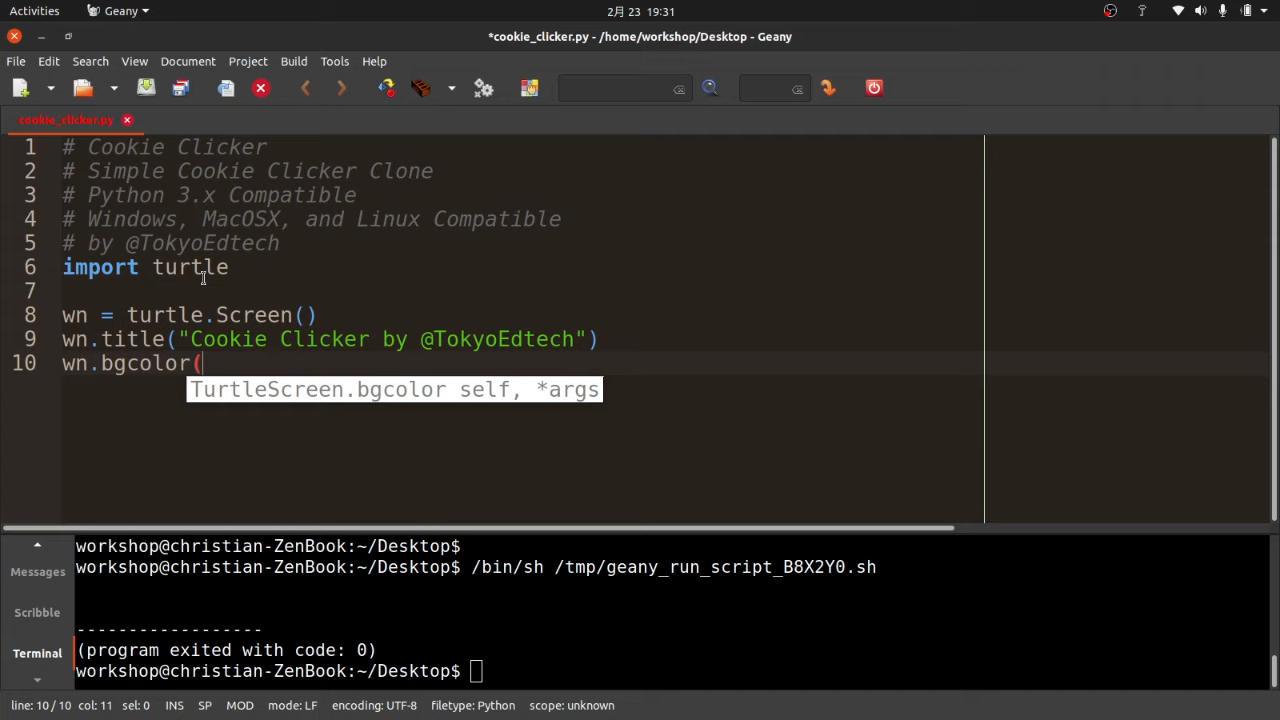 Activities Geany 2月 23 19:31
*cookie_clicker.py - /home/workshop/Desktop - Geany
File Edit Search View Document Project Build Tools Help
cookie_clicker.py
1 # Cookie Clicker
2 # Simple Cookie Clicker Clone
3 # Python 3.x Compatible
4 # Windows, MacOSX, and Linux Compatible
5 # by @TokyoEdtech
6 import turtle
7
8 wn = turtle.Screen()
9 wn.title("Cookie Clicker by @TokyoEdtech")
10 wn.bgcolor(
TurtleScreen.bgcolor self, *args
workshop@christian-ZenBook:~/Desktop$
Messages
workshop@christian-ZenBook:~/Desktop$ /bin/sh /tmp/geany_run_script_B8X2Y0.sh
Scribble
------------------
Terminal
(program exited with code: 0)
workshop@christian-ZenBook:~/Desktop$
line: 10/10 col: 11 sel: 0 INS SP MOD mode: LF encoding: UTF-8 filetype: Python scope: unknown